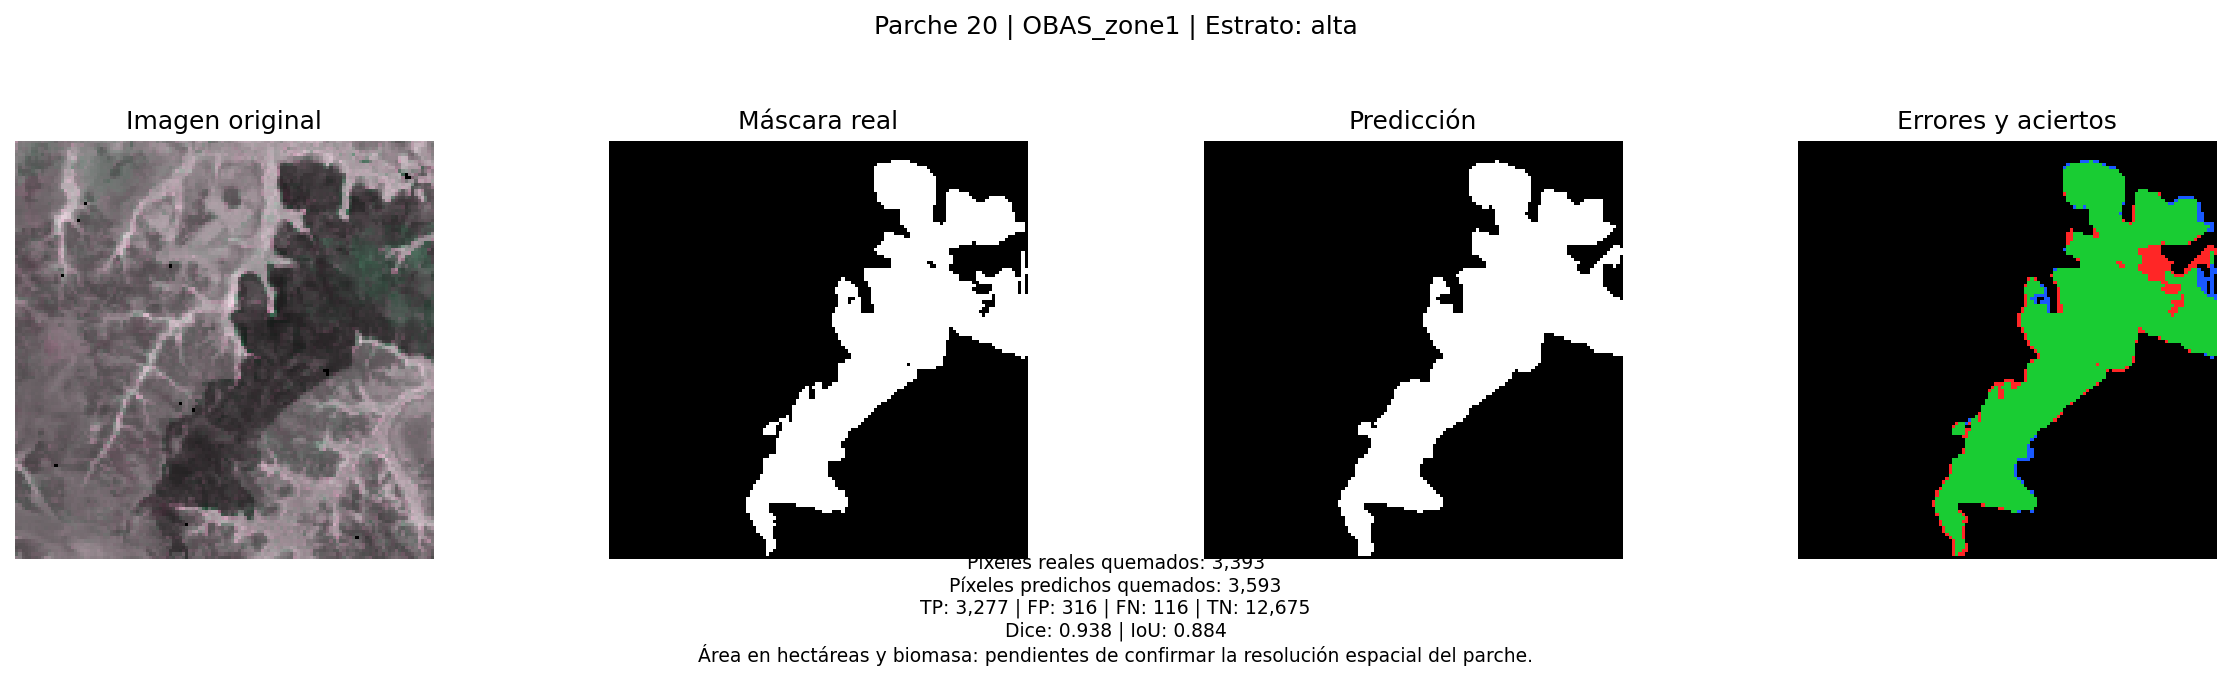 Parche 20 | OBAS_zone1 | Estrato: alta
Imagen original
Máscara real
Predicción
Errores y aciertos
Píxeles reales quemados: 3,393
Píxeles predichos quemados: 3,593
TP: 3,277 | FP: 316 | FN: 116 | TN: 12,675
Dice: 0.938 | IoU: 0.884
Área en hectáreas y biomasa: pendientes de confirmar la resolución espacial del parche.